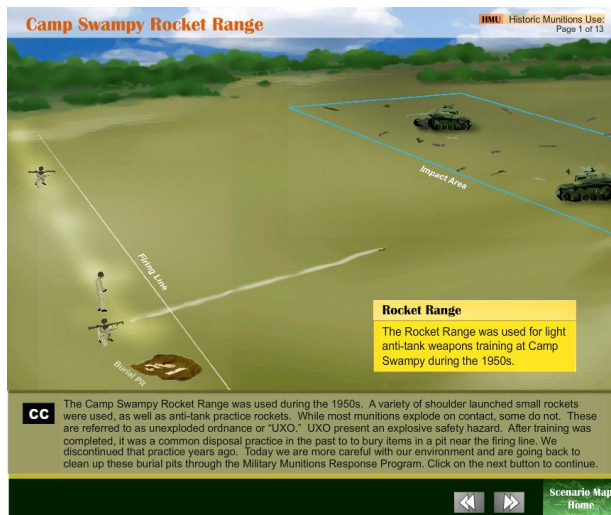 Camp Swampy Rocket Range
HMU Historic Munitions Use:
Page 1 of 13
Impact Area
Firing Line
Burial Pit
Rocket Range
The Rocket Range was used for light
anti-tank weapons training at Camp
Swampy during the 1950s.
CC
The Camp Swampy Rocket Range was used during the 1950s. A variety of shoulder launched small rockets
were used, as well as anti-tank practice rockets. While most munitions explode on contact, some do not. These
are referred to as unexploded ordnance or "UXO." UXO present an explosive safety hazard. After training was
completed, it was a common disposal practice in the past to to bury items in a pit near the firing line. We
discontinued that practice years ago. Today we are more careful with our environment and are going back to
clean up these burial pits through the Military Munitions Response Program. Click on the next button to continue.
Scenario Map
Home